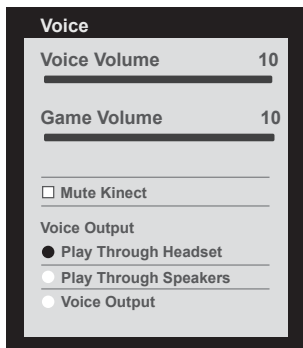 Voice
Voice Volume 10
Game Volume 10
Mute Kinect
Voice Output
Play Through Headset
Play Through Speakers
Voice Output